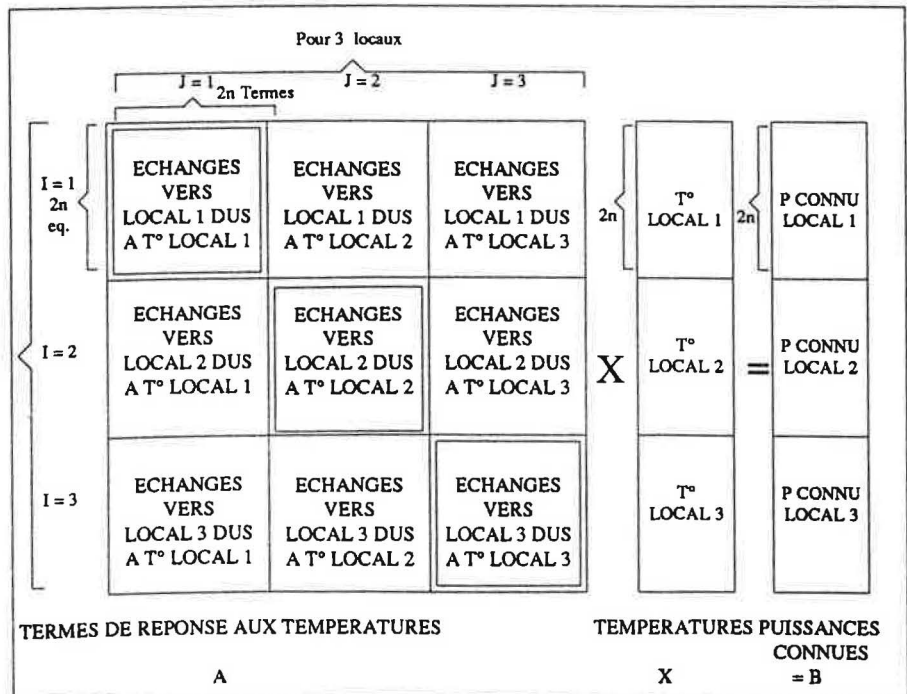 Pour 3 locaux
J = 1
J = 2
J = 3
2n Termes
I = 1
2n
eq.
ECHANGES
VERS
LOCAL 1 DUS
A T° LOCAL 1
ECHANGES
VERS
LOCAL 1 DUS
A T° LOCAL 2
ECHANGES
VERS
LOCAL 1 DUS
A T° LOCAL 3
2n
T°
LOCAL 1
2n
P CONNU
LOCAL 1
I = 2
ECHANGES
VERS
LOCAL 2 DUS
A T° LOCAL 1
ECHANGES
VERS
LOCAL 2 DUS
A T° LOCAL 2
ECHANGES
VERS
LOCAL 2 DUS
A T° LOCAL 3
X
T°
LOCAL 2
=
P CONNU
LOCAL 2
I = 3
ECHANGES
VERS
LOCAL 3 DUS
A T° LOCAL 1
ECHANGES
VERS
LOCAL 3 DUS
A T° LOCAL 2
ECHANGES
VERS
LOCAL 3 DUS
A T° LOCAL 3
T°
LOCAL 3
P CONNU
LOCAL 3
TERMES DE REPONSE AUX TEMPERATURES
TEMPERATURES
PUISSANCES
CONNUES
A
X
= B